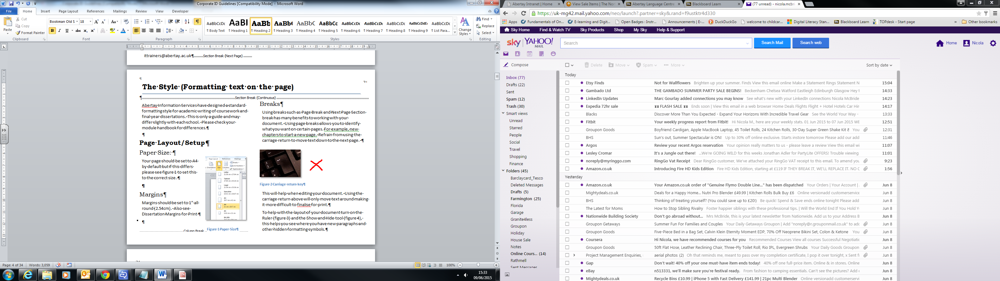 Corporate ID Guidelines [Compatibility Mode] - Microsoft Word
File Home Insert Page Layout References Mailings Review View Developer
Paste
Cut
Copy
Format Painter
Clipboard
Bookman Old S 18
Font
Paragraph
AaBbCcDc AaBl AaBb AaBbC AaBbC AaBbCc AaBbCcDc AaBbCcDc AaBbCcDc AaBbCcDdE AaBbCcDc
¶ Body Text ¶ Heading 1 ¶ Heading 2 ¶ Heading 3 ¶ Heading 4 ¶ Heading 5 ¶ Heading 6 ¶ Heading 7 ¶ Heading 8 ¶ Heading 9 ¶ List Para...
Styles
Change Styles
Find
Replace
Select
Editing
ittrainers@abertay.ac.uk¶ Section Break (Next Page)
The Style (Formatting text on the page)
¶ Section Break (Continuous)
Abertay Information Services have designed a standard
formatting style for academic writing of coursework and
final year dissertations. This is only a guide and may
differ slightly with each school. Please check your
module handbook for differences.¶
¶
Page Layout/Setup¶
Paper Size: ¶
Your page should be set to A4
by default but if this differs
please see figure 1 to set this
to the correct size. ¶
¶
Margins¶
Margins should be set to 1" all
round (2.54cm). Also see
Dissertation Margins for Print ¶
¶
Column Break
Page Layout References Mailings
Orientation Size Columns Breaks Line Numbers Hyphenation
Letter
Tabloid
Legal
Executive
A3
A4
A5
Figure 1 Paper Size¶
Breaks¶
Using breaks such as Page Break and Next Page Section
break has many benefits to working with your
document. Using page breaks allows you to identify
what you want on certain pages. For example, new
chapters to start a new page. Refrain from using the
carriage return to move text down to the next page. ¶
Figure 2 Carriage return key¶
This will help when editing your document. Using the
carriage return above will only move text around making
it more difficult to finalise for print.¶
To help with the layout of your document turn on the
Ruler (figure 3) and the Show and Hide tool (figure 4),
this helps you see where you have new paragraphs and
other hidden formatting symbols.¶
Page: 4 of 34 Words: 3,059 100%
15:33
09/06/2015
Abertay Intranet | Home
View Sale Items | The Nor
Abertay Language Centre
Blackboard Learn
(77 unread) - nicola.mcbri
https://uk-mg42.mail.yahoo.com/neo/launch?.partner=sky&.rand=f9ustktr4d330
Apps Fundamentals of On... E-learning and Digit... Open Badges : Instr... Announcements | E-... DuckDuckGo welcome to childcar... Digital Literacy Stan... Blackboard Learn TOPdesk - Start page » Other bookmarks
Sky Home Find & Watch TV Sky Products Shop My Sky Help & Support
sky YAHOO! MAIL
Search Search Mail Search web
Home Nicola
Compose
Delete Move Spam More Sort by date
Inbox (77)
Drafts (22)
Sent
Spam (12)
Trash (30)
Smart views
Unread
Starred
People
Social
Travel
Shopping
Finance
Folders (45)
Barclaycard_Tesco
Deleted Messages
Drafts (5)
Farmington (25)
Florida
Garage
Granite4less
Groupon
Holiday
House Sale
Notes
Online Cours... (14)
Rathmell
Sent Messages
Today
Etsy Finds Not for Wallflowers Brighten up your summer. Finds View this email online Make a Statement Rings Statement N 15:04
Gambado Ltd THE GAMBADO SUMMER PARTY SALE BEGINS! Beckenham Chelsea Watford Eastleigh Edinburgh Glasgow Hey t 14:33
LinkedIn Updates Marc Gourlay added connections you may know See what's new with your LinkedIn connections Nicola McBride 14:23
Expedia 72hr sale FLASH SALE Ends soon | View this email in a web browser Home Deals Flights Flight + Hotel Hotels Car Hir 14:17
Blacks Discover More Than You Expected - Expand Your Horizons With Incredible Travel Gear See the World Your Way - 13:33
Fitbit Your weekly progress report from Fitbit! Hi Nicola M., here are your weekly stats. 01 Jun 2015 to 07 Jun 2015 WE 12:51
Groupon Goods Boyfriend Cardigan, Apple MacBook Laptop, 45 Toilet Rolls, 24 Kitchen Rolls, 30-Day Super Green Shake Kit & You 12:31
BHS Sun's out, Summer Spectacular is ON! Up to 30% off online exclusive. Starts instore tomorrow Please add our add 11:46
Argos Review your recent Argos reservation Your opinion really matters to us - please leave a review View this email wi 11:07
Lesley Cromar It's a Jungle out there! ...We're GOING WILD for this weeks Jonathan Adler for PartyLite OFFERS! Trouble viewing 11:01
noreply@myringgo.com RingGo Vat Receipt Dear RingGo customer, We've attached your RingGo VAT receipt to this email. To amend you 9:23
Amazon.co.uk Introducing Fire HD Kids Edition Fire HD Kids Edition, starting at £119 IF THEY BREAK IT, WE'LL REPLACE IT. NO 1:56
Yesterday
Amazon.co.uk Your Amazon.co.uk order of "Genuine Flymo Double Line..." has been dispatched Your Orders | Your Account | Jun 8
Mightydeals.co.uk Deals for a Happy Home... Nutri Pro Blender £49.99 | Kitchen Rolls Bulk Buy £6 Online versionadd customerservice Jun 8
BHS Thinking of treating yourself? (You could save up to £20!) Be quick! Spend & Save ends online tonight Please add Jun 8
The Latest for Moms How to Stop Sibling Rivalry Foster happier siblings with these professional tips. | Will the World End If You Hold Y Jun 8
Nationwide Building Society Don't go abroad without... Mrs McBride, this is your latest newsletter from Nationwide. Add us to your Address B Jun 8
Groupon Getaways Summer Fun For Families and Couples Your Daily Getaways Groupon | Add "noreply@r.grouponmail.co.uk" to add Jun 8
Groupon Goods Five-Piece Bed in a Bag Set, Calvin Klein Eternity Moment EDP, 70% Off Neoprene Bikini Set, Colon & Ketone You Jun 8
Coursera Hi Nicola, we have recommended courses for you Recommended Courses View all courses Successful Negotiatic Jun 8
Groupon Goods 50ft Flat Hose, Leather Reclining Chair, Three-Ply Toilet Roll, Rio IPL, Evergreen Shrubs Your Daily Goods Groupon Jun 8
Project Management Enquiries, aerial photos (2) Oh that reminds me, meant to pass over my completion certificate, I pop it over tonight, x Sent f Jun 8
Gap Don't wait! 40% off your one must-have item ends today! 40% off one full-price item. Online & in stores. Online Jun 8
eBay n513331, we'll make sure you're festival ready. From fashion to camping essentials. Can't see the pictures? Add e Jun 8
Mightydeals.co.uk Recycle Bins £10.99 | iPhone 5 with Fast Delivery £141.99 | 21pc Multi Blender Online versionadd customerservi Jun 8